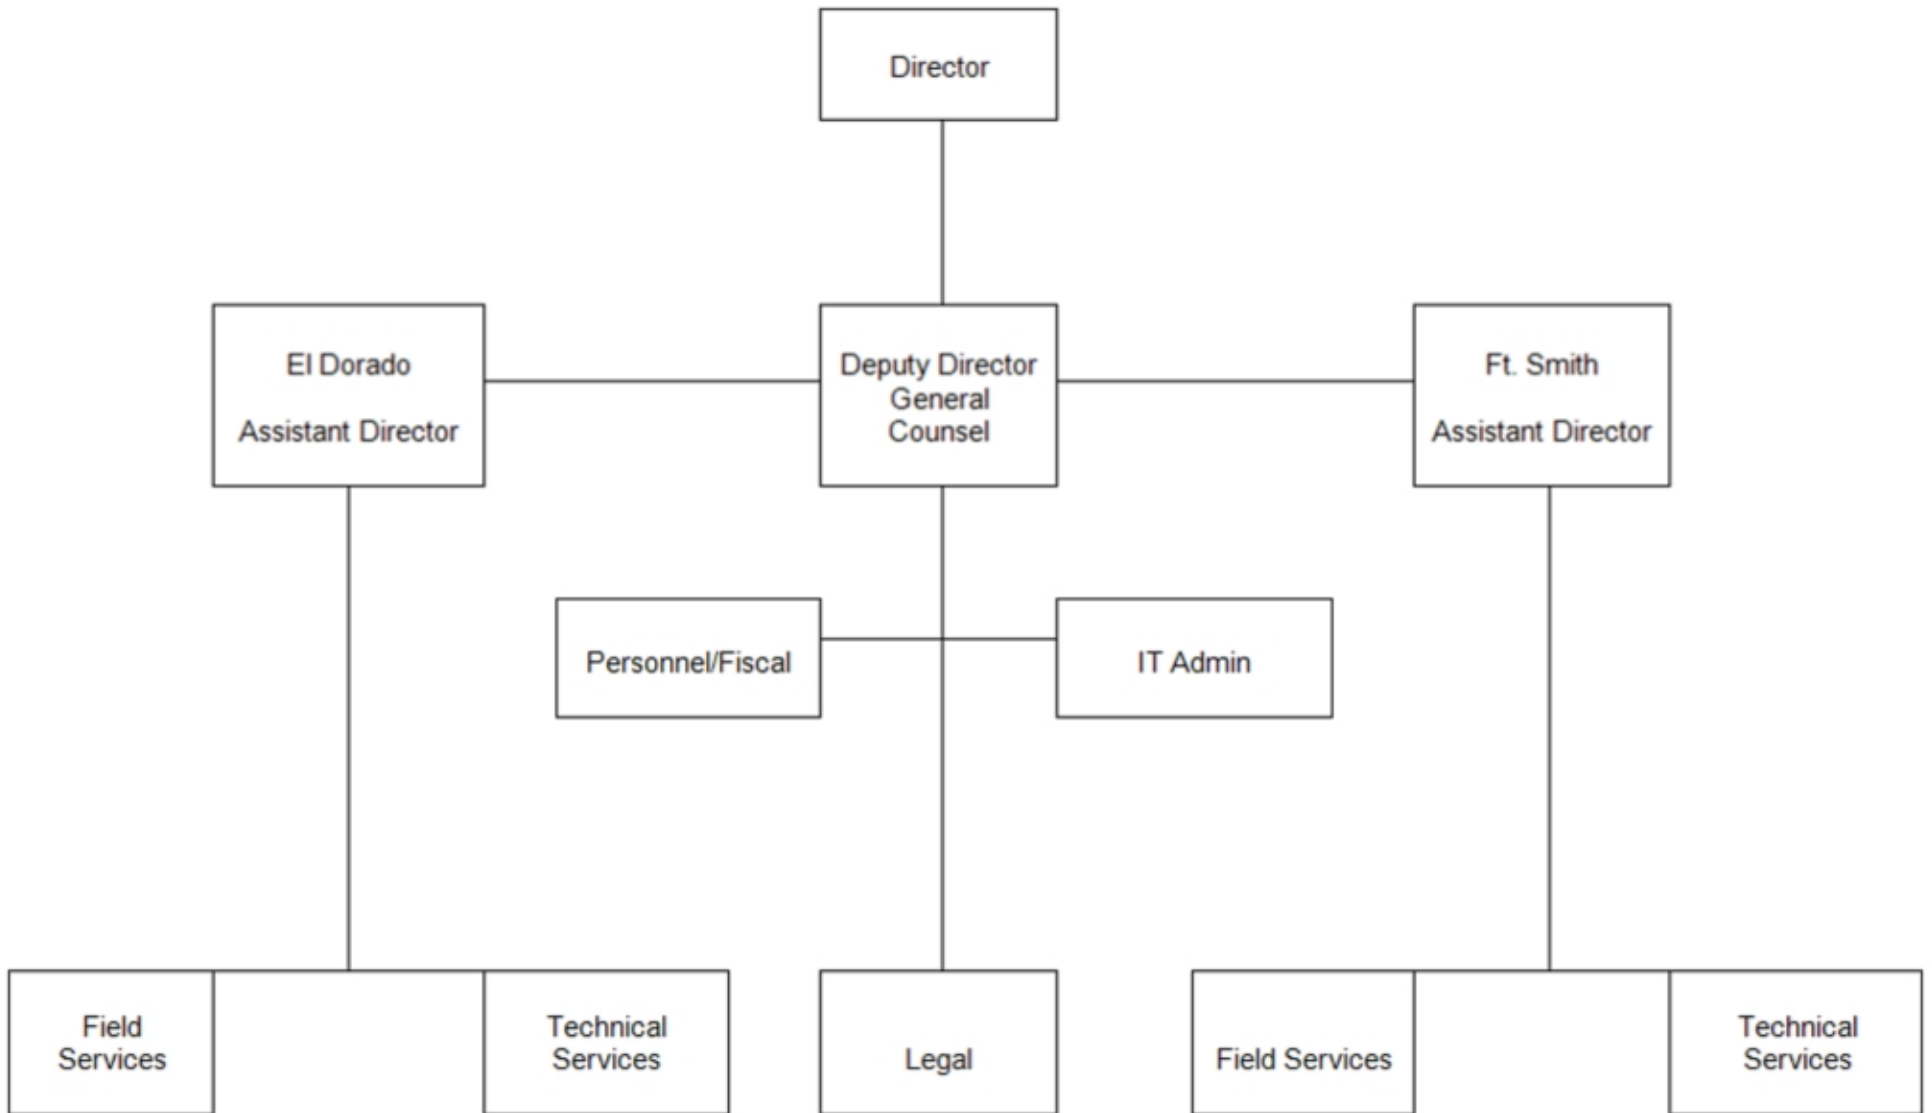 Director
El Dorado
Assistant Director
Deputy Director
General
Counsel
Ft. Smith
Assistant Director
Personnel/Fiscal
IT Admin
Field
Services
Technical
Services
Legal
Field Services
Technical
Services